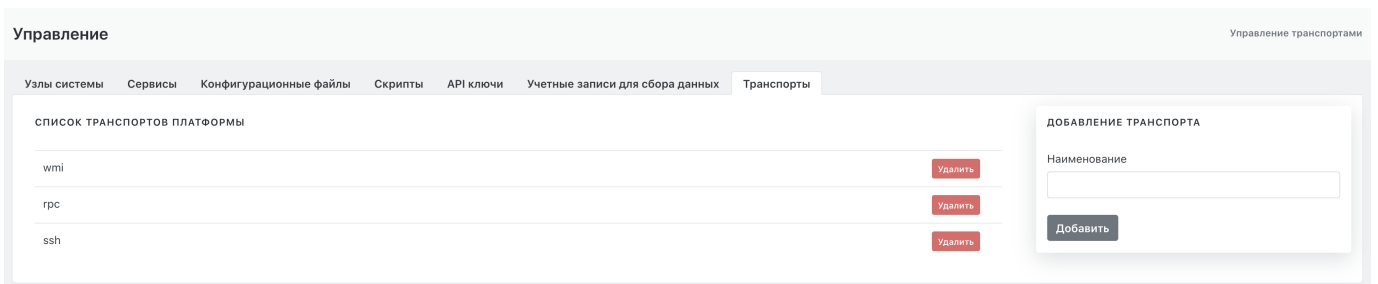 Управление
Управление транспортами
Узлы системы Сервисы Конфигурационные файлы Скрипты API ключи Учетные записи для сбора данных Транспорты
СПИСОК ТРАНСПОРТОВ ПЛАТФОРМЫ
wmi Удалить
rpc Удалить
ssh Удалить
ДОБАВЛЕНИЕ ТРАНСПОРТА
Наименование
Добавить